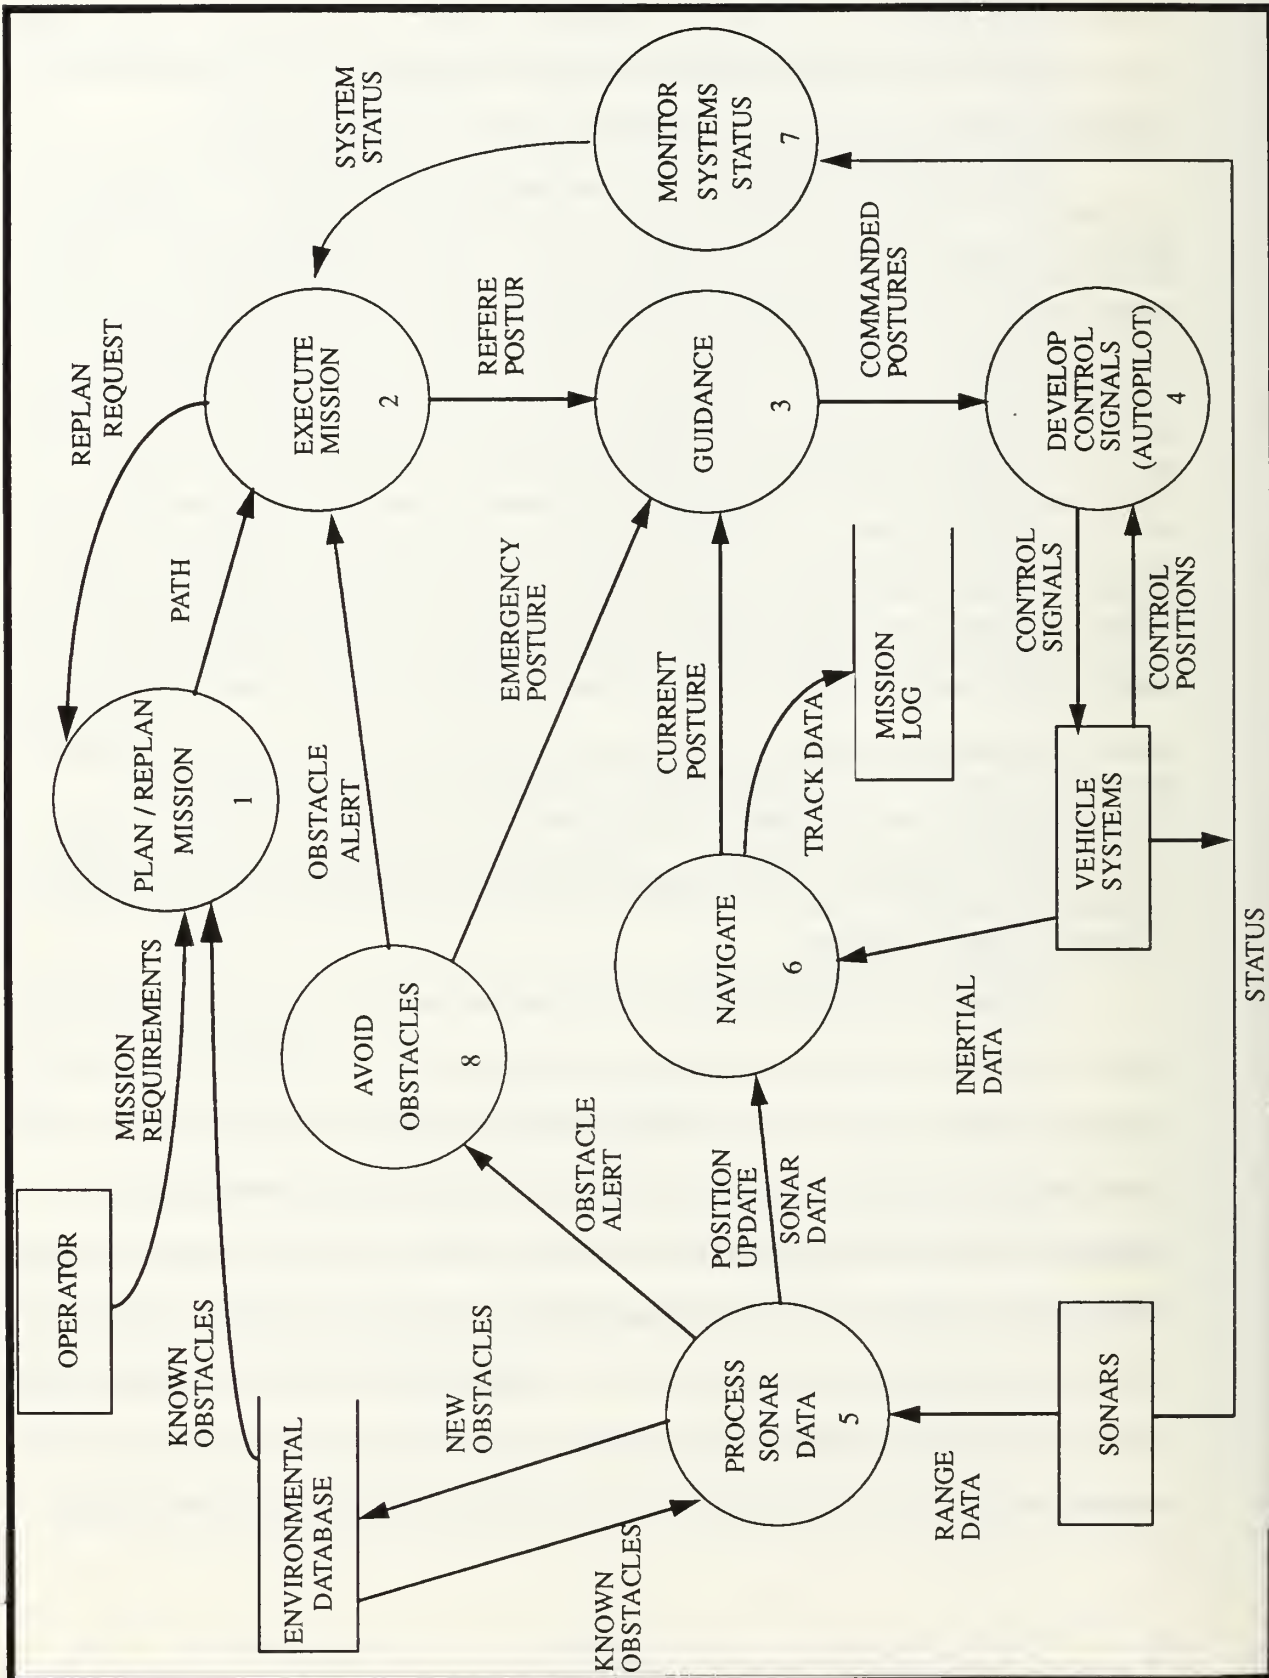 OPERATOR
MISSION
REQUIREMENTS
PLAN / REPLAN
MISSION
1
REPLAN
REQUEST
PATH
KNOWN
OBSTACLES
ENVIRONMENTAL
DATABASE
AVOID
OBSTACLES
8
OBSTACLE
ALERT
EXECUTE
MISSION
2
SYSTEM
STATUS
NEW
OBSTACLES
KNOWN
OBSTACLES
OBSTACLE
ALERT
EMERGENCY
POSTURE
REFERE
POSTUR
PROCESS
SONAR
DATA
5
POSITION
UPDATE
SONAR
DATA
NAVIGATE
6
CURRENT
POSTURE
TRACK DATA
GUIDANCE
3
MONITOR
SYSTEMS
STATUS
7
MISSION
LOG
COMMANDED
POSTURES
RANGE
DATA
INERTIAL
DATA
SONARS
VEHICLE
SYSTEMS
CONTROL
SIGNALS
CONTROL
POSITIONS
DEVELOP
CONTROL
SIGNALS
(AUTOPILOT)
4
STATUS